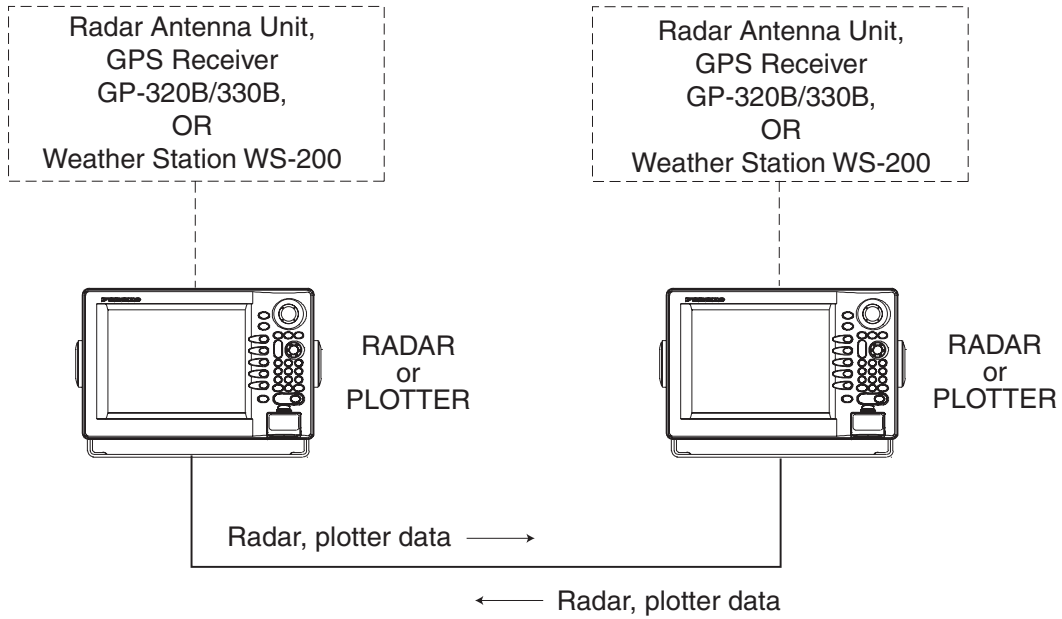 Radar Antenna Unit,
GPS Receiver
GP-320B/330B,
OR
Weather Station WS-200
Radar Antenna Unit,
GPS Receiver
GP-320B/330B,
OR
Weather Station WS-200
FURUNO
RADAR
or
PLOTTER
FURUNO
RADAR
or
PLOTTER
Radar, plotter data
Radar, plotter data